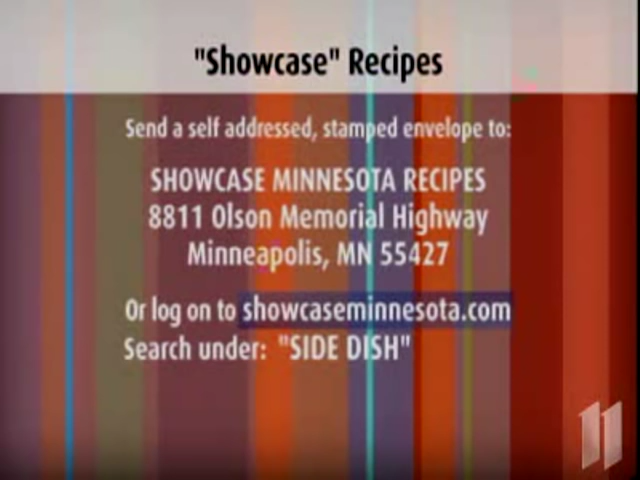 "Showcase" Recipes
Send a self addressed, stamped envelope to:
SHOWCASE MINNESOTA RECIPES
8811 Olson Memorial Highway
Minneapolis, MN 55427
Or log on to showcaseminnesota.com
Search under: "SIDE DISH"
11